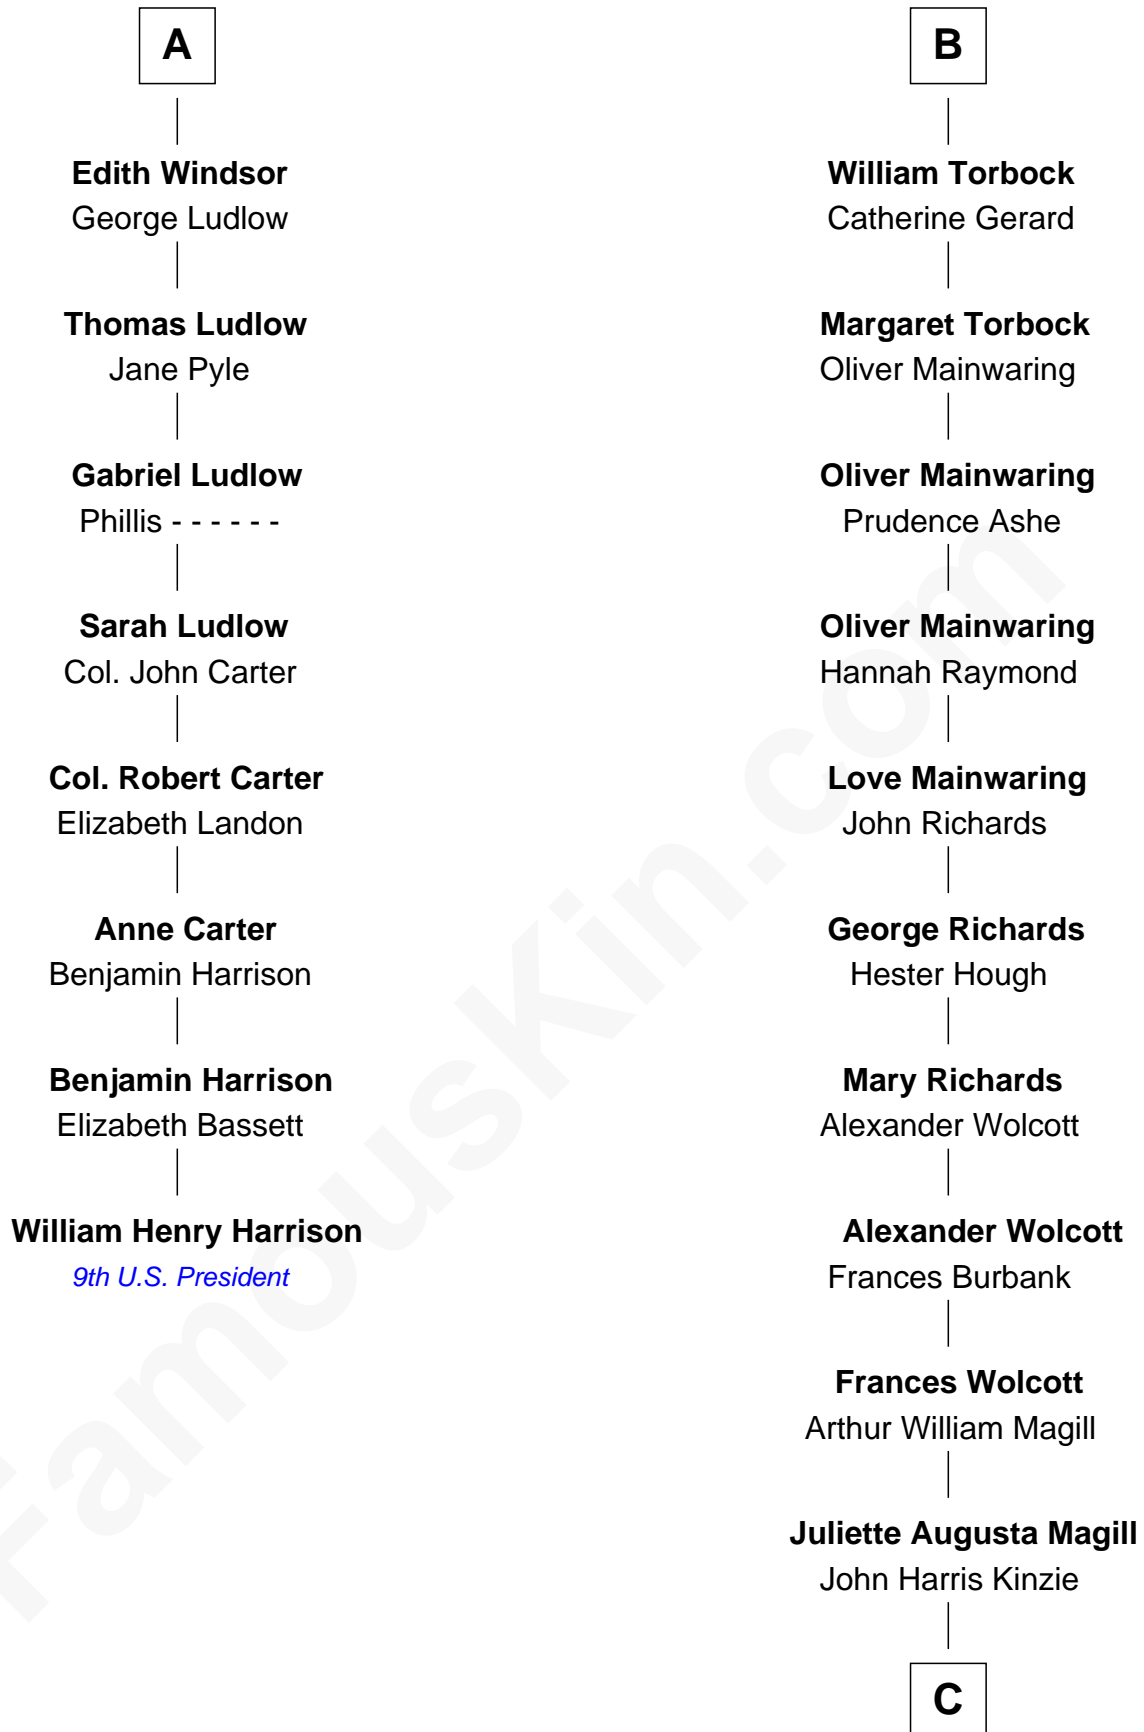 A
Edith Windsor
George Ludlow
Thomas Ludlow
Jane Pyle
Gabriel Ludlow
Phillis - - - - - -
Sarah Ludlow
Col. John Carter
Col. Robert Carter
Elizabeth Landon
Anne Carter
Benjamin Harrison
Benjamin Harrison
Elizabeth Bassett
William Henry Harrison
9th U.S. President
B
William Torbock
Catherine Gerard
Margaret Torbock
Oliver Mainwaring
Oliver Mainwaring
Prudence Ashe
Oliver Mainwaring
Hannah Raymond
Love Mainwaring
John Richards
George Richards
Hester Hough
Mary Richards
Alexander Wolcott
Alexander Wolcott
Frances Burbank
Frances Wolcott
Arthur William Magill
Juliette Augusta Magill
John Harris Kinzie
C
FamousKin.com